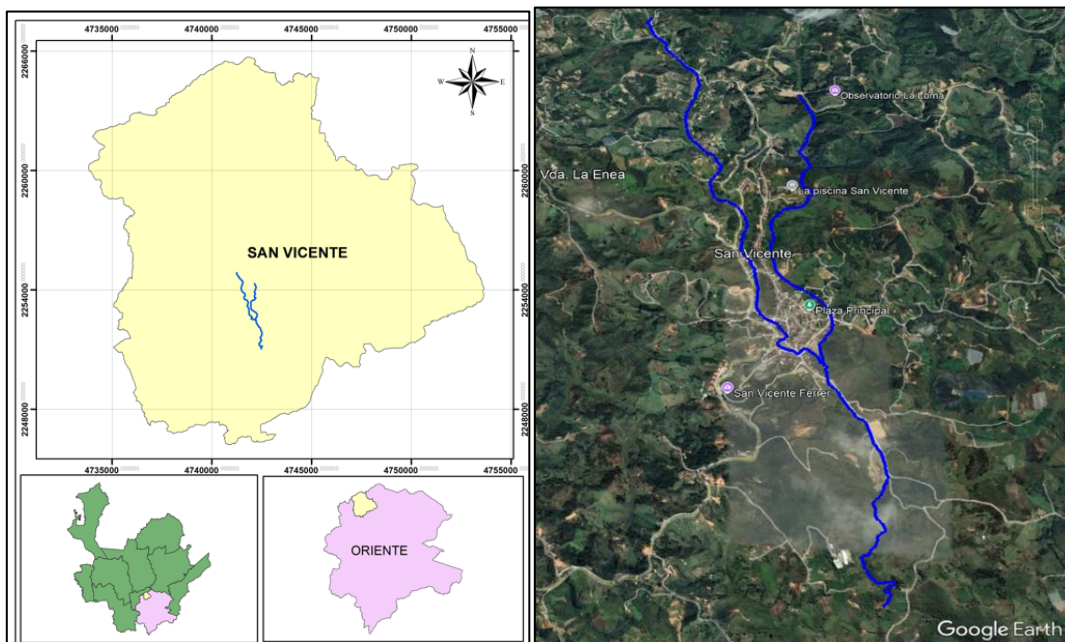 4735000 4740000 4745000 4750000 4755000
2266000
N
W E
S
2260000 2260000
SAN VICENTE
2254000 2254000
2248000 2248000
4735000 4740000 4745000 4750000 4755000
ORIENTE
Observatorio La Loma
Vda. La Enea
La piscina San Vicente
San Vicente
Plaza Principal
San Vicente Ferrer
Google Earth